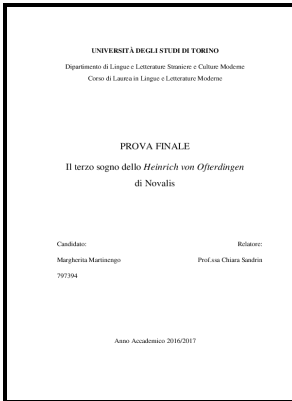 UNIVERSITÀ DEGLI STUDI DI TORINO
Dipartimento di Lingue e Letterature Straniere e Culture Moderne
Corso di Laurea in Lingue e Letterature Moderne
PROVA FINALE
Il terzo sogno dello Heinrich von Ofterdingen
di Novalis
Candidato: Relatore:
Margherita Martinengo Prof.ssa Chiara Sandrin
797394
Anno Accademico 2016/2017